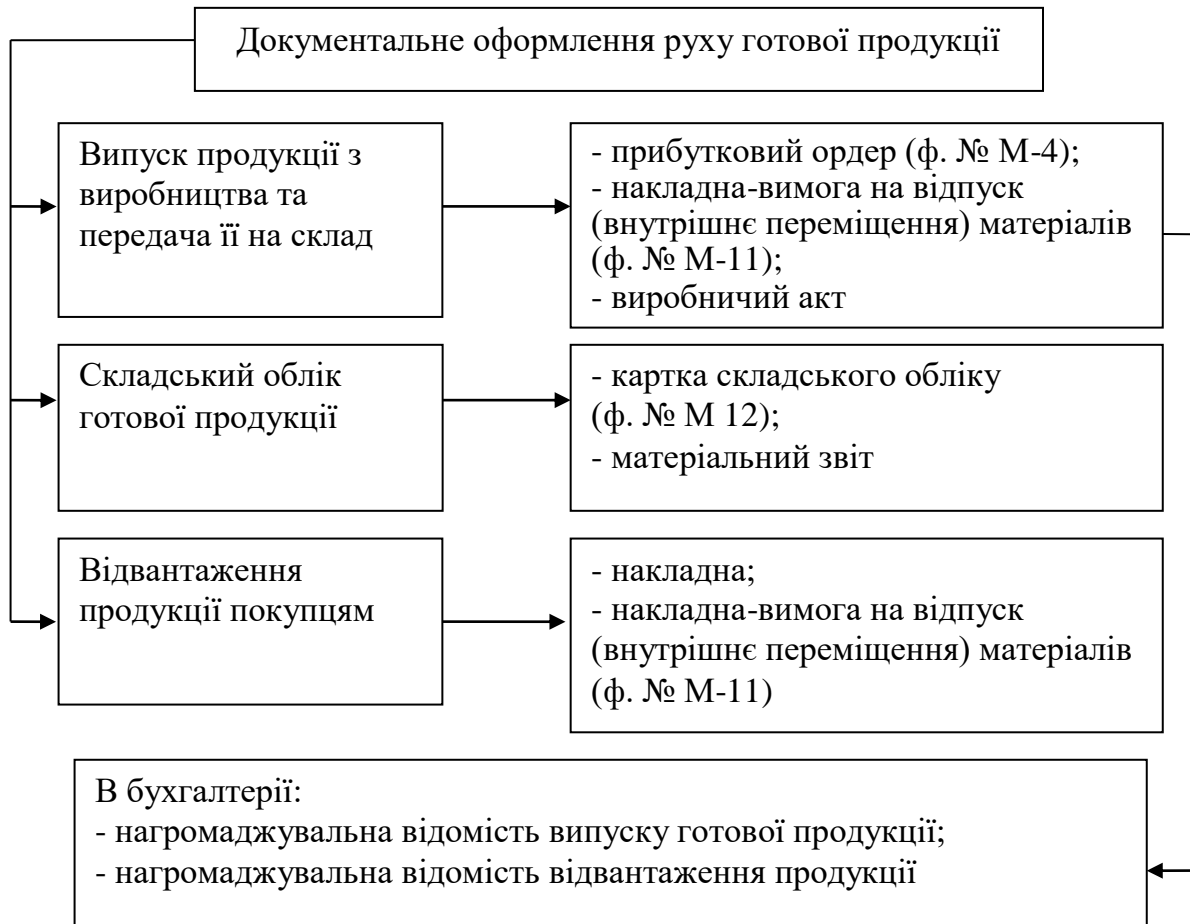 Документальне оформлення руху готової продукції
Випуск продукції з
виробництва та
передача її на склад
- прибутковий ордер (ф. № М-4);
- накладна-вимога на відпуск
(внутрішнє переміщення) матеріалів
(ф. № М-11);
- виробничий акт
Складський облік
готової продукції
- картка складського обліку
(ф. № М 12);
- матеріальний звіт
Відвантаження
продукції покупцям
- накладна;
- накладна-вимога на відпуск
(внутрішнє переміщення) матеріалів
(ф. № М-11)
В бухгалтерії:
- нагромаджувальна відомість випуску готової продукції;
- нагромаджувальна відомість відвантаження продукції